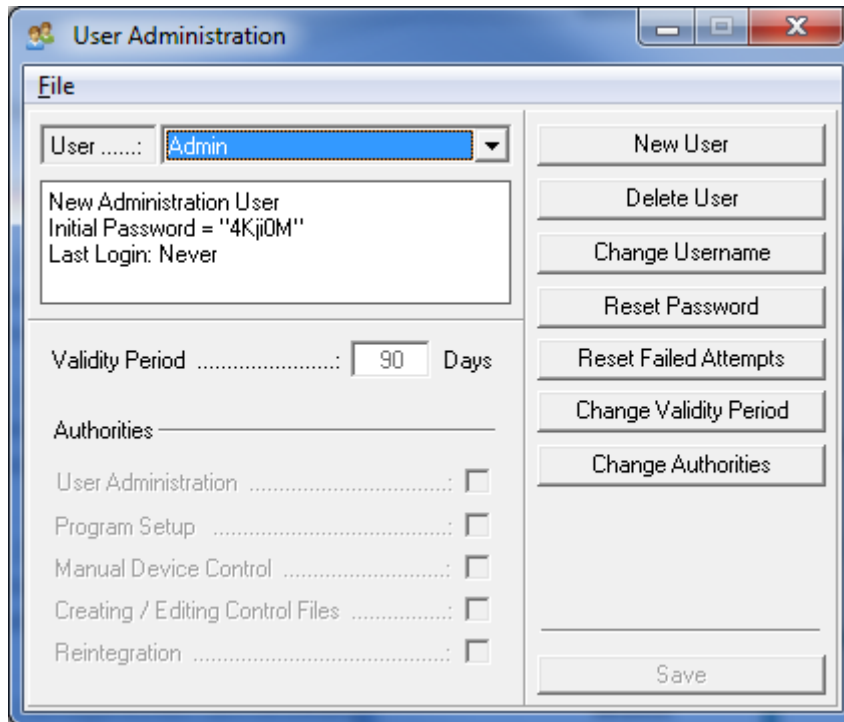 User Administration
File
User ......: Admin
New Administration User
Initial Password = "4Kji0M"
Last Login: Never
Validity Period .......................: 90 Days
Authorities
User Administration .................................:
Program Setup .......................................:
Manual Device Control ...........................:
Creating / Editing Control Files .................:
Reintegration ..........................................:
New User
Delete User
Change Username
Reset Password
Reset Failed Attempts
Change Validity Period
Change Authorities
Save